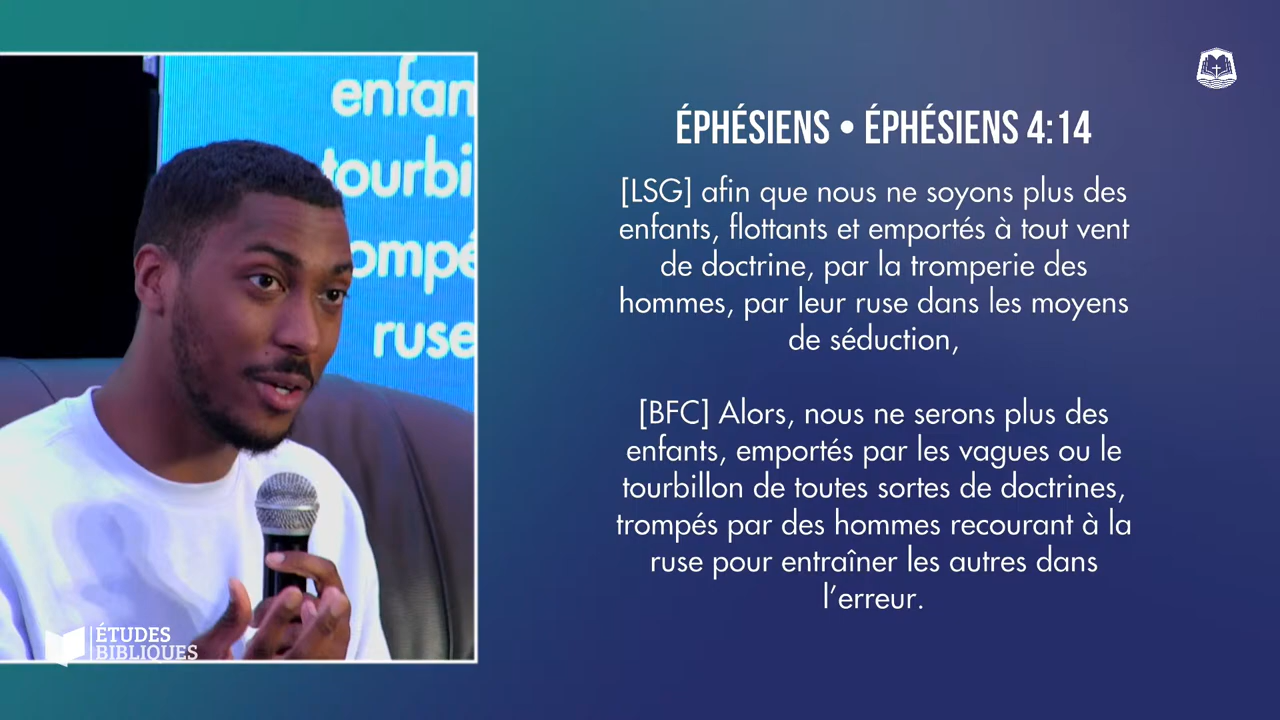 enfan
tourbi
ompé
ruse
ÉTUDES
BIBLIQUES
ÉPHÉSIENS • ÉPHÉSIENS 4:14
[LSG] afin que nous ne soyons plus des
enfants, flottants et emportés à tout vent
de doctrine, par la tromperie des
hommes, par leur ruse dans les moyens
de séduction,
[BFC] Alors, nous ne serons plus des
enfants, emportés par les vagues ou le
tourbillon de toutes sortes de doctrines,
trompés par des hommes recourant à la
ruse pour entraîner les autres dans
l’erreur.